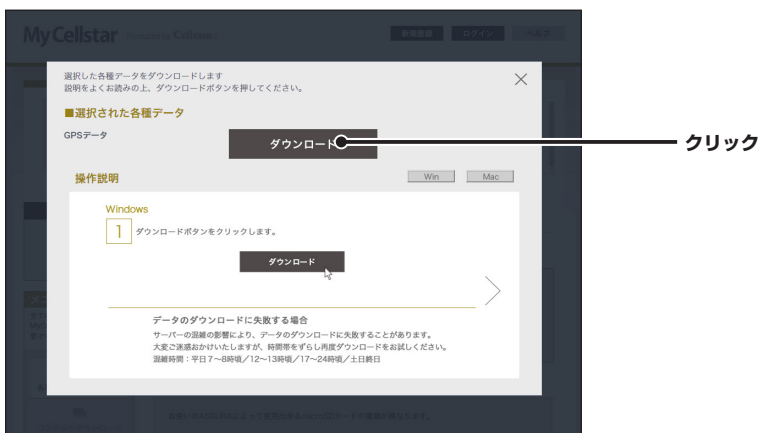 My Cellstar Produced by Cellstar
新規登録 ログイン ヘルプ
選択した各種データをダウンロードします
説明をよくお読みの上、ダウンロードボタンを押してください。
■選択された各種データ
GPSデータ
ダウンロード
クリック
操作説明
Win Mac
Windows
1 ダウンロードボタンをクリックします。
ダウンロード
データのダウンロードに失敗する場合
サーバーの混雑の影響により、データのダウンロードに失敗することがあります。
大変ご迷惑おかけいたしますが、時間帯をずらし再度ダウンロードをお試しください。
混雑時間：平日7～8時頃／12～13時頃／17～24時頃／土日終日